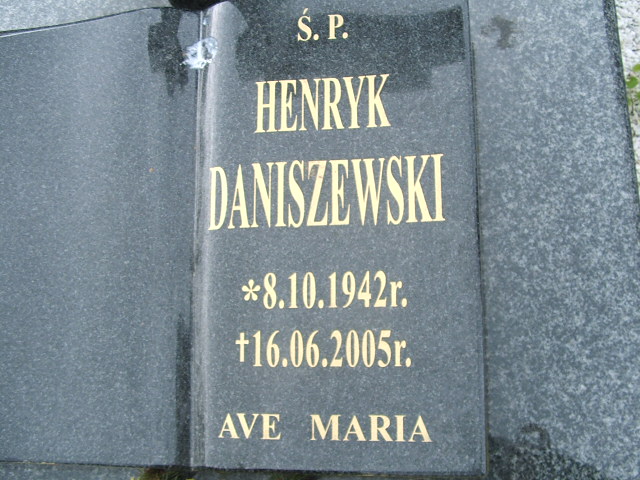 Ś. P.
HENRYK
DANISZEWSKI
*8.10.1942r.
†16.06.2005r.
AVE MARIA